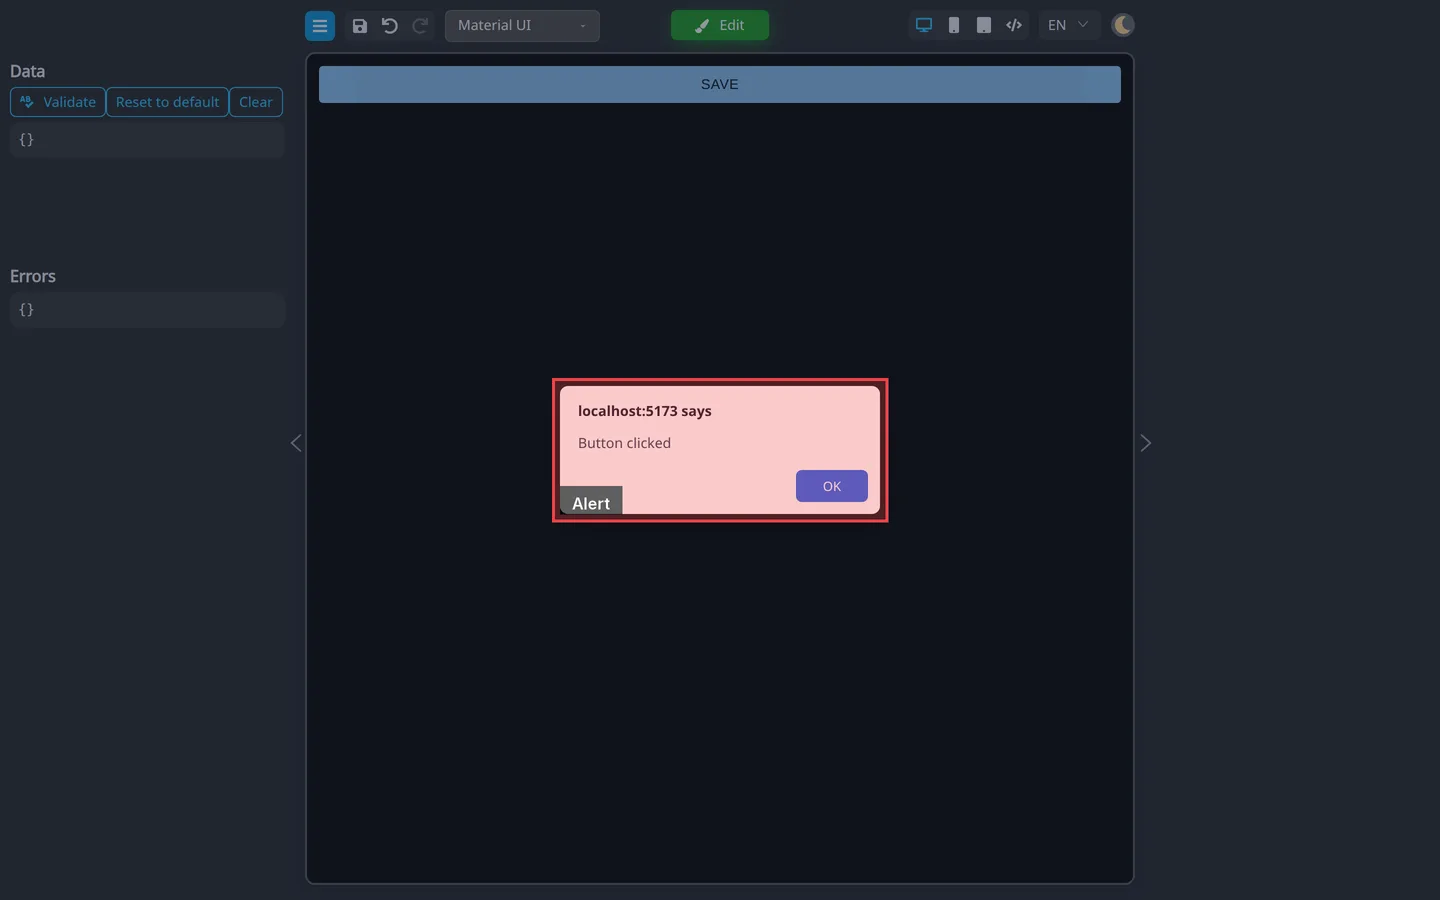 Material UI
Edit
EN
Data
AB
Validate
Reset to default
Clear
{}
Errors
{}
SAVE
localhost:5173 says
Button clicked
OK
Alert